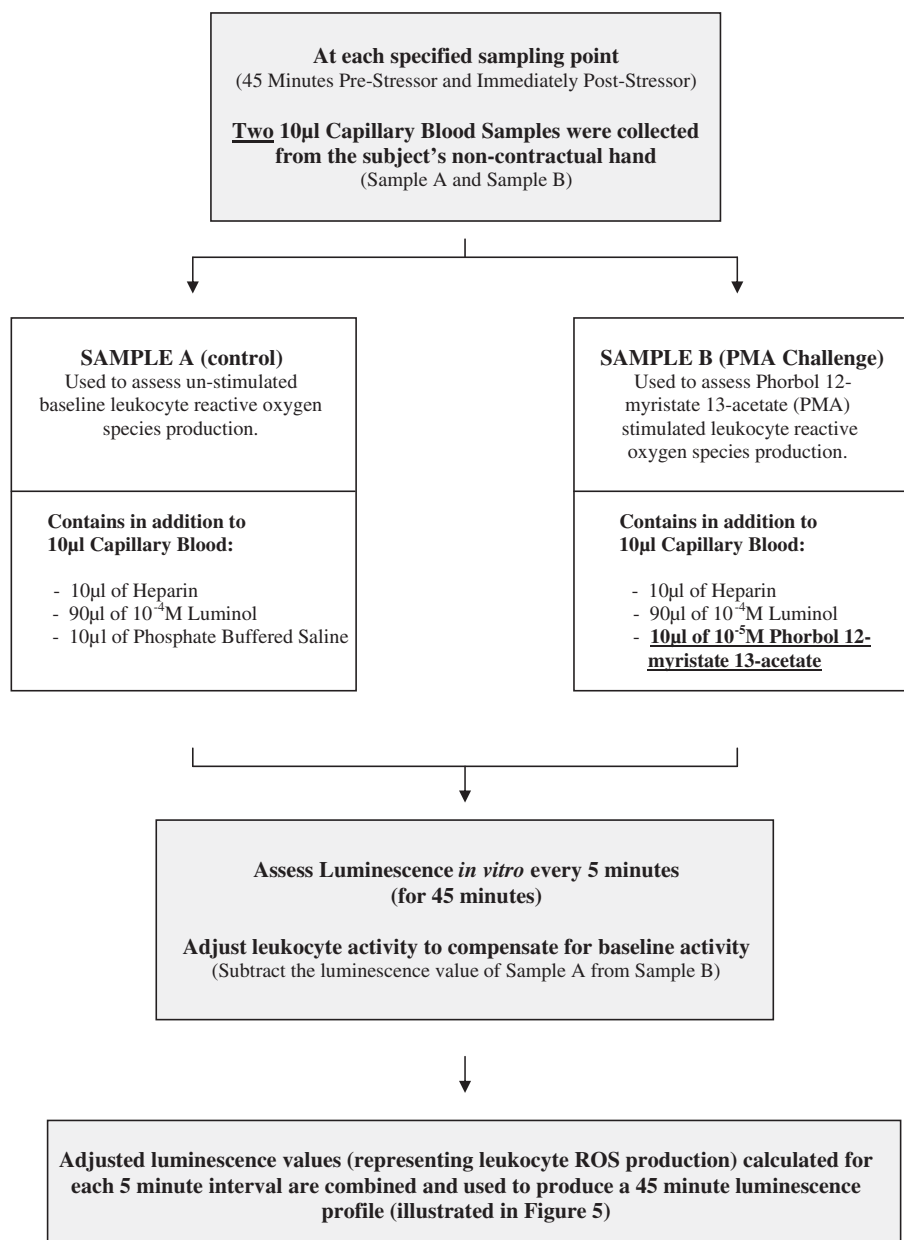 At each specified sampling point
(45 Minutes Pre-Stressor and Immediately Post-Stressor)
Two 10µl Capillary Blood Samples were collected
from the subject's non-contractual hand
(Sample A and Sample B)
SAMPLE A (control)
Used to assess un-stimulated
baseline leukocyte reactive oxygen
species production.
Contains in addition to
10µl Capillary Blood:
- 10µl of Heparin
- 90µl of 10⁻⁴M Luminol
- 10µl of Phosphate Buffered Saline
SAMPLE B (PMA Challenge)
Used to assess Phorbol 12-
myristate 13-acetate (PMA)
stimulated leukocyte reactive
oxygen species production.
Contains in addition to
10µl Capillary Blood:
- 10µl of Heparin
- 90µl of 10⁻⁴M Luminol
- 10µl of 10⁻⁵M Phorbol 12-
myristate 13-acetate
Assess Luminescence in vitro every 5 minutes
(for 45 minutes)
Adjust leukocyte activity to compensate for baseline activity
(Subtract the luminescence value of Sample A from Sample B)
Adjusted luminescence values (representing leukocyte ROS production) calculated for
each 5 minute interval are combined and used to produce a 45 minute luminescence
profile (illustrated in Figure 5)